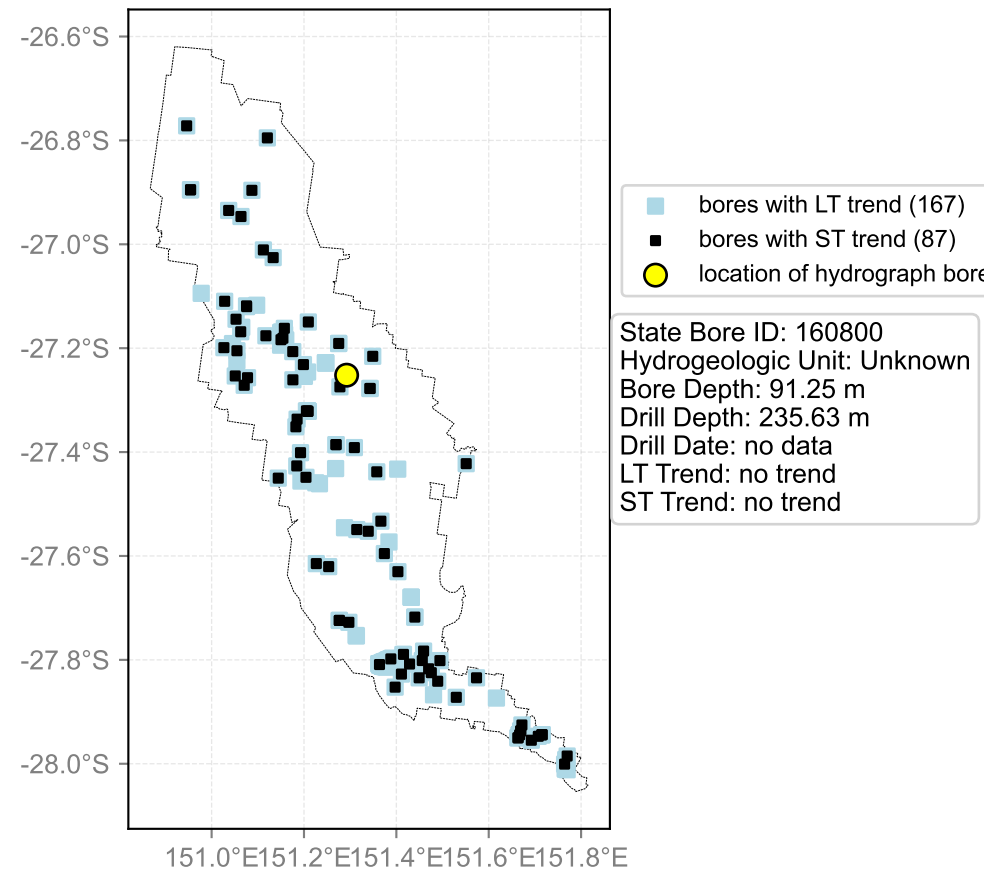 -26.6°S
-26.8°S
-27.0°S
-27.2°S
-27.4°S
-27.6°S
-27.8°S
-28.0°S
151.0°E151.2°E151.4°E151.6°E151.8°E
bores with LT trend (167)
bores with ST trend (87)
location of hydrograph bore
State Bore ID: 160800
Hydrogeologic Unit: Unknown
Bore Depth: 91.25 m
Drill Depth: 235.63 m
Drill Date: no data
LT Trend: no trend
ST Trend: no trend